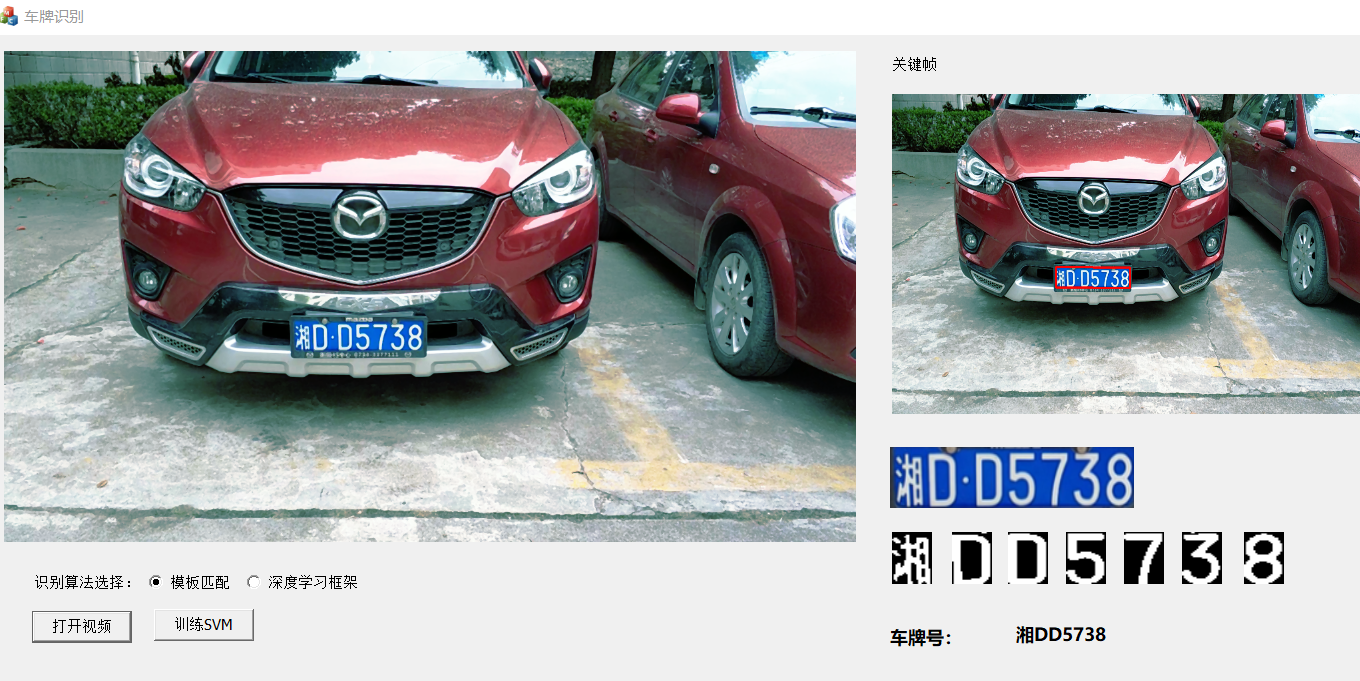 车牌识别
关键帧
湘D·D5738
湘D·D5738
湘D·D5738
湘DD5738
识别算法选择： 模板匹配 深度学习框架
打开视频 训练SVM
车牌号： 湘DD5738